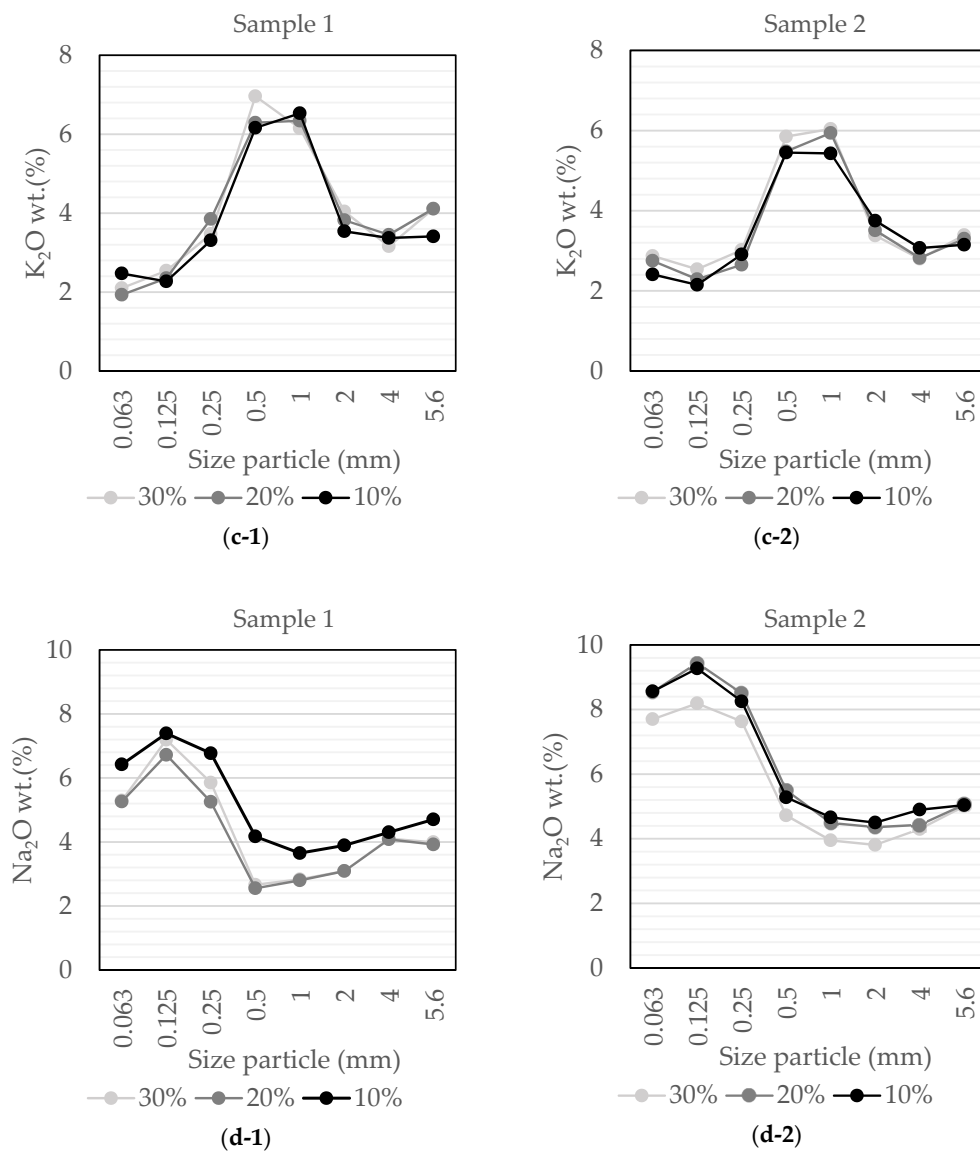 Sample 1
8
6
4
2
0
K₂O wt.(%)
0.063
0.125
0.25
0.5
1
2
4
5.6
Size particle (mm)
30% 20% 10%
(c-1)
Sample 2
8
6
4
2
0
K₂O wt.(%)
0.063
0.125
0.25
0.5
1
2
4
5.6
Size particle (mm)
30% 20% 10%
(c-2)
Sample 1
10
8
6
4
2
0
Na₂O wt.(%)
0.063
0.125
0.25
0.5
1
2
4
5.6
Size particle (mm)
30% 20% 10%
(d-1)
Sample 2
10
8
6
4
2
0
Na₂O wt.(%)
0.063
0.125
0.25
0.5
1
2
4
5.6
Size particle (mm)
30% 20% 10%
(d-2)